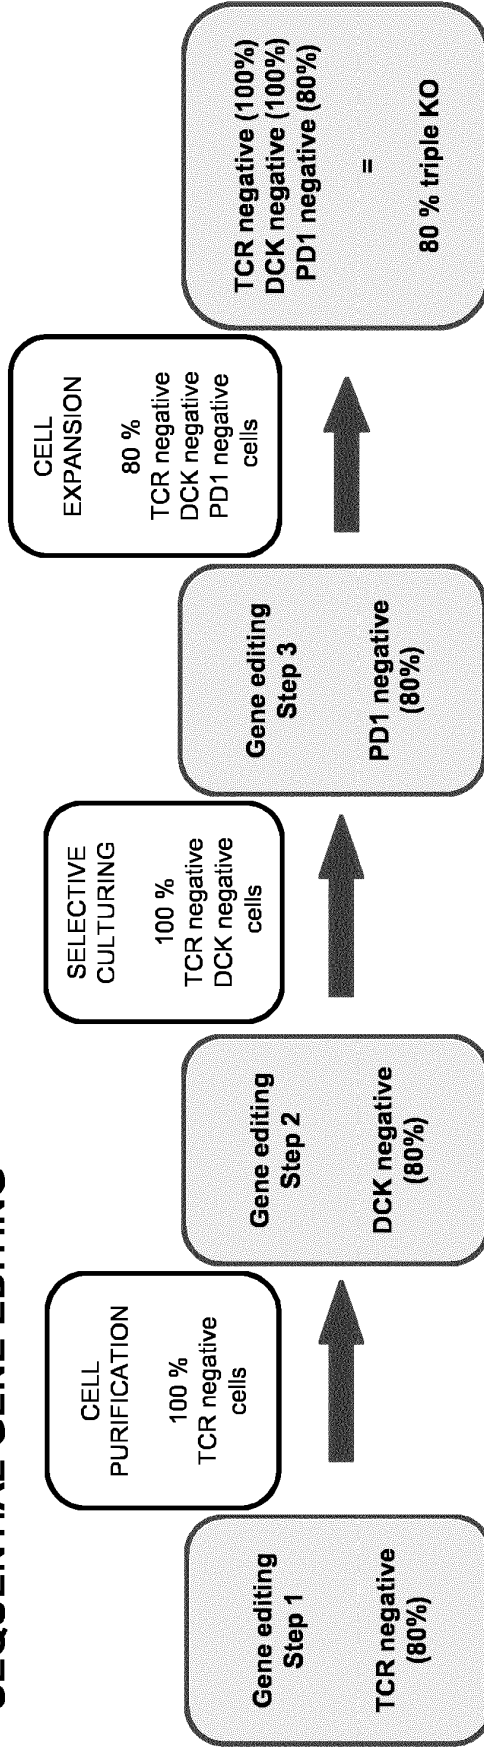 SEQUENTIAL GENE EDITING
Gene editing
Step 1
TCR negative
(80%)
CELL
PURIFICATION
100 %
TCR negative
cells
Gene editing
Step 2
DCK negative
(80%)
SELECTIVE
CULTURING
100 %
TCR negative
DCK negative
cells
Gene editing
Step 3
PD1 negative
(80%)
CELL
EXPANSION
80 %
TCR negative
DCK negative
PD1 negative
cells
TCR negative (100%)
DCK negative (100%)
PD1 negative (80%)
=
80 % triple KO